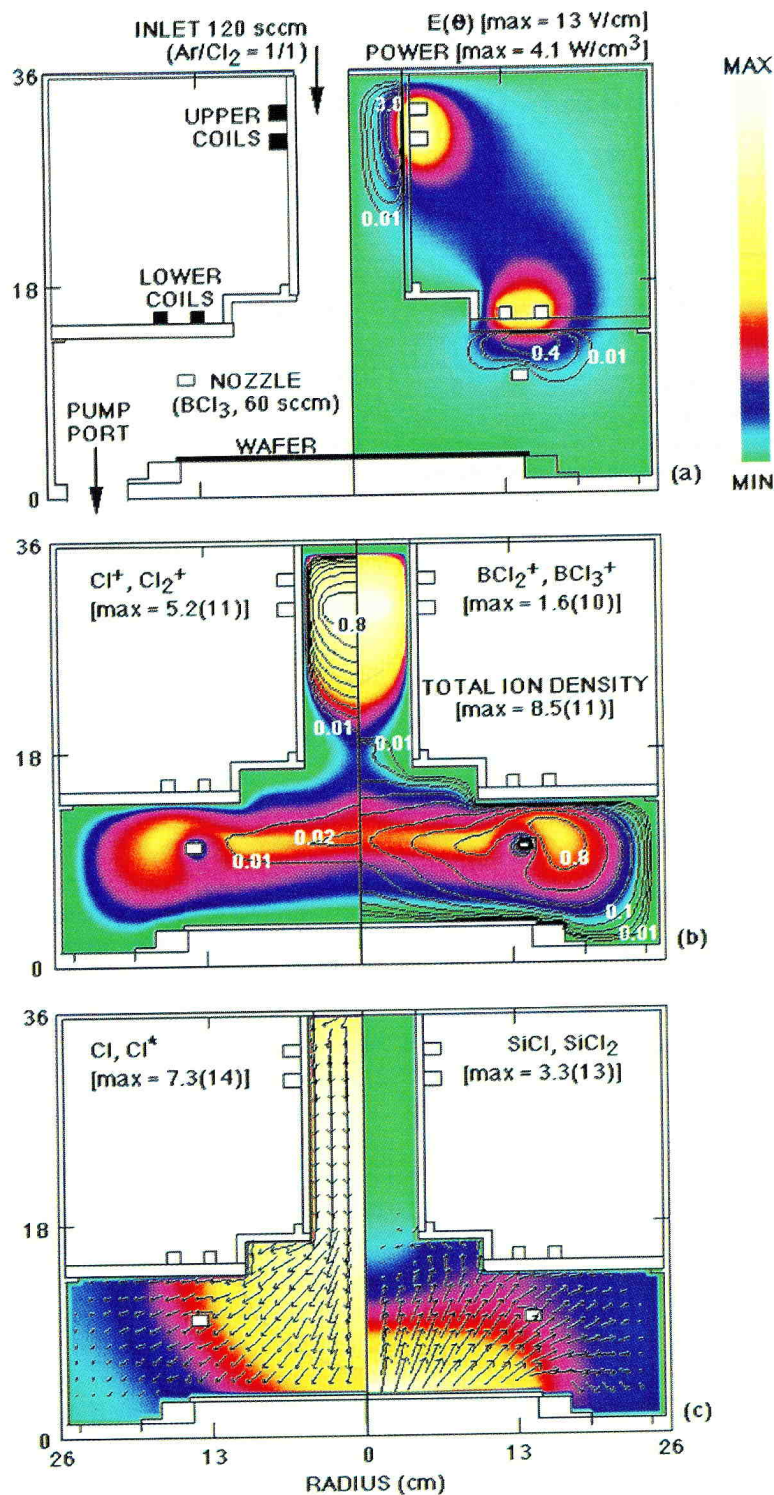 INLET 120 sccm
(Ar/Cl2 = 1/1)
E(θ) [max = 13 V/cm]
POWER [max = 4.1 W/cm3]
MAX
36
UPPER
COILS
3.8
0.01
18
LOWER
COILS
0.4
0.01
NOZZLE
(BCl3, 60 sccm)
PUMP
PORT
WAFER
0
(a)
MIN
36
Cl+, Cl2+
[max = 5.2(11)]
BCl2+, BCl3+
[max = 1.6(10)]
0.8
TOTAL ION DENSITY
[max = 8.5(11)]
0.01
0.01
18
0.02
0.01
0.8
0.1
0.01
0
(b)
36
Cl, Cl*
[max = 7.3(14)]
SiCl, SiCl2
[max = 3.3(13)]
18
0
(c)
26
13
0
13
26
RADIUS (cm)